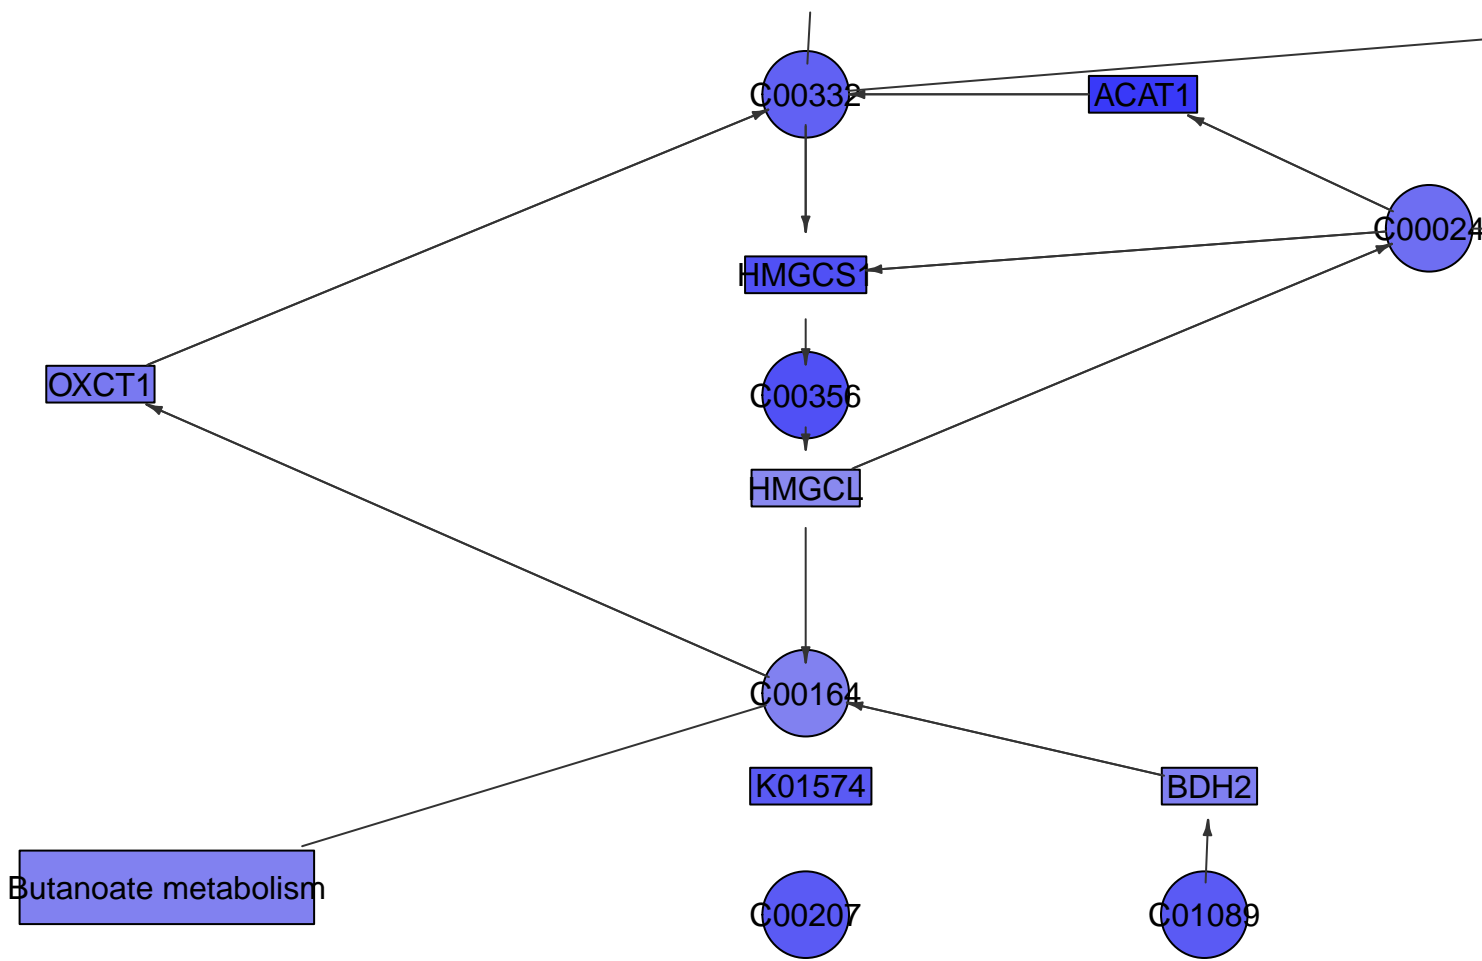 C00332
ACAT1
C00024
HMGCS1
OXCT1
C00356
HMGCL
C00164
K01574
BDH2
Butanoate metabolism
C00207
C01089